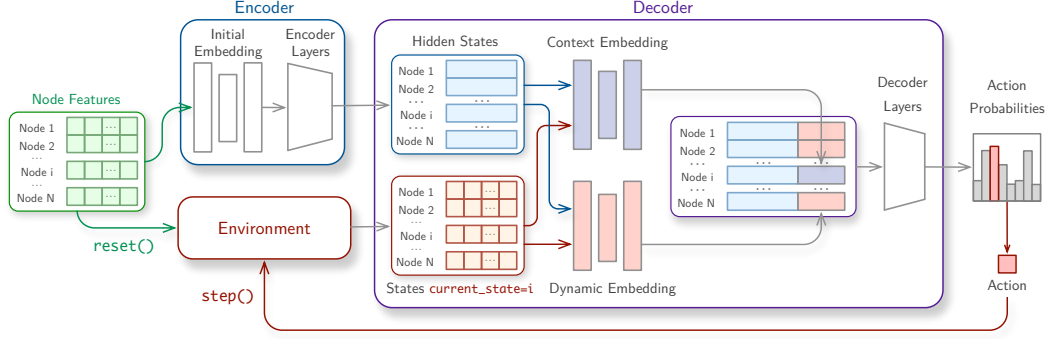 Encoder
Decoder
Initial
Embedding
Encoder
Layers
Hidden States
Context Embedding
Node Features
Node 1
Node 2
...
Node i
...
Node N
...
...
...
...
Node 1
Node 2
...
Node i
...
Node N
...
...
Decoder
Layers
Action
Probabilities
Node 1
Node 2
...
Node i
...
Node N
...
...
...
...
reset()
Environment
Node 1
Node 2
...
Node i
...
Node N
...
...
...
...
step()
States current_state=i
Dynamic Embedding
Action